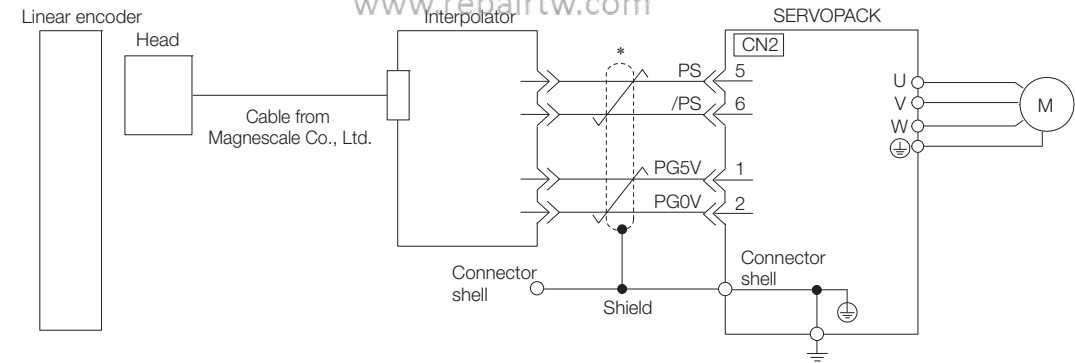 www.repairtw.com
Linear encoder
Interpolator
SERVOPACK
Head
CN2
*
PS
5
/PS
6
U
V
W
M
Cable from
Magnescale Co., Ltd.
PG5V
1
PG0V
2
Connector
shell
Shield
Connector
shell